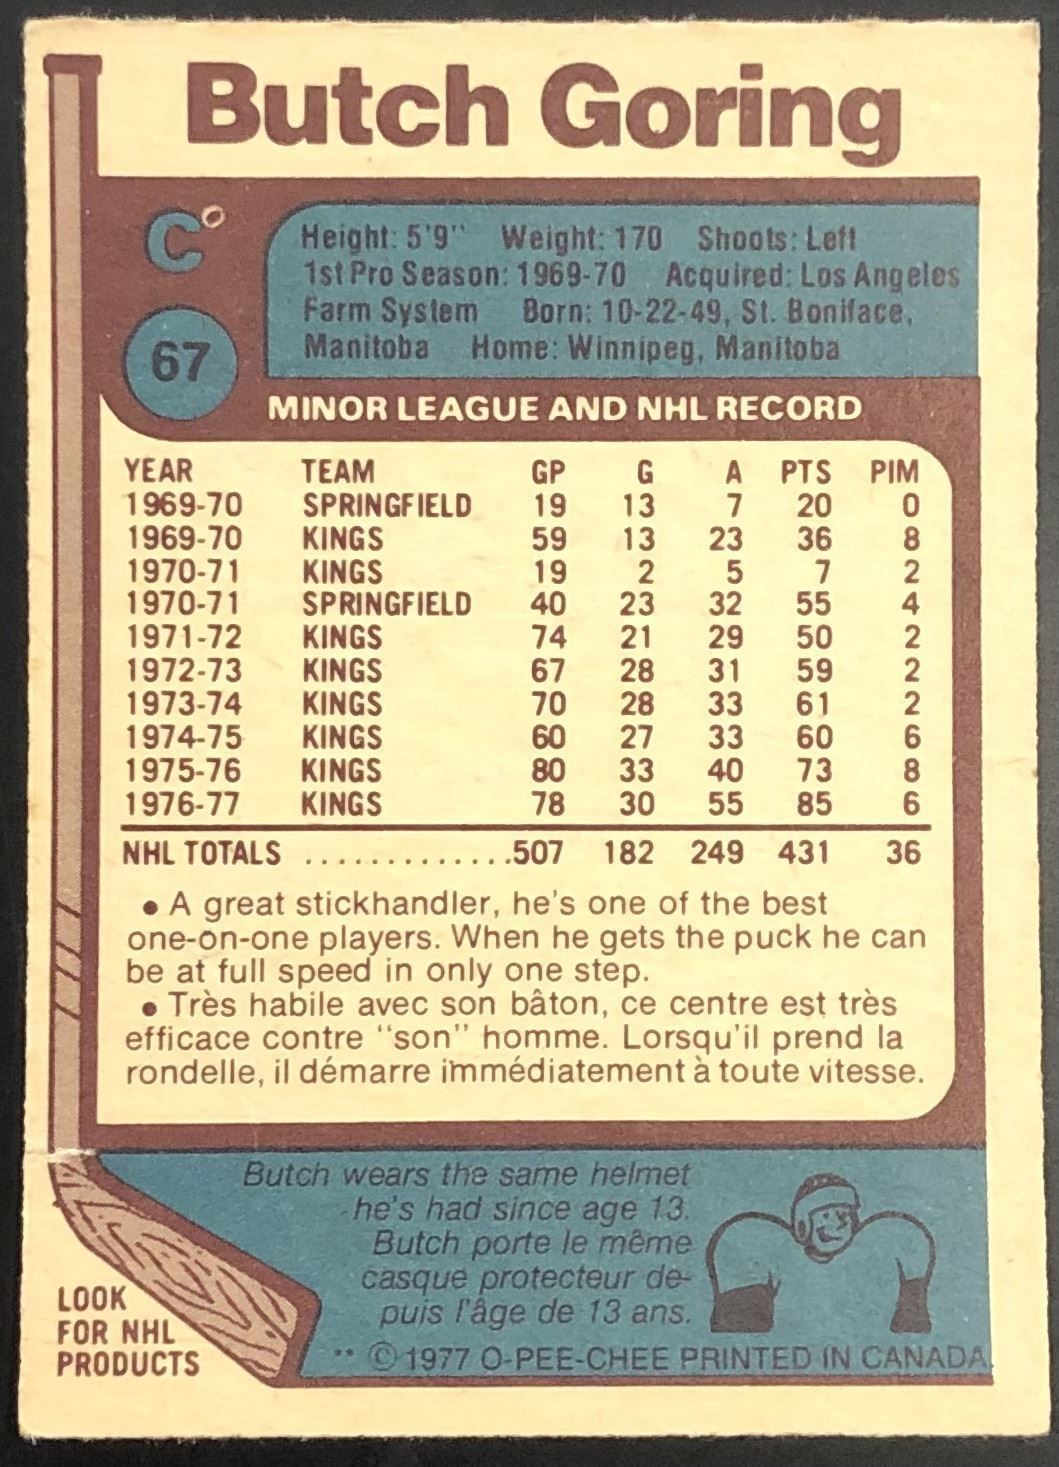 Butch Goring
C
Height: 5'9" Weight: 170 Shoots: Left
1st Pro Season: 1969-70 Acquired: Los Angeles
Farm System Born: 10-22-49, St. Boniface,
Manitoba Home: Winnipeg, Manitoba
67
MINOR LEAGUE AND NHL RECORD
YEAR TEAM GP G A PTS PIM
1969-70 SPRINGFIELD 19 13 7 20 0
1969-70 KINGS 59 13 23 36 8
1970-71 KINGS 19 2 5 7 2
1970-71 SPRINGFIELD 40 23 32 55 4
1971-72 KINGS 74 21 29 50 2
1972-73 KINGS 67 28 31 59 2
1973-74 KINGS 70 28 33 61 2
1974-75 KINGS 60 27 33 60 6
1975-76 KINGS 80 33 40 73 8
1976-77 KINGS 78 30 55 85 6
NHL TOTALS .............507 182 249 431 36
• A great stickhandler, he's one of the best
one-on-one players. When he gets the puck he can
be at full speed in only one step.
• Très habile avec son bâton, ce centre est très
efficace contre "son" homme. Lorsqu'il prend la
rondelle, il démarre immédiatement à toute vitesse.
Butch wears the same helmet
he's had since age 13.
Butch porte le même
casque protecteur de-
puis l'âge de 13 ans.
LOOK
FOR NHL
PRODUCTS
** © 1977 O-PEE-CHEE PRINTED IN CANADA